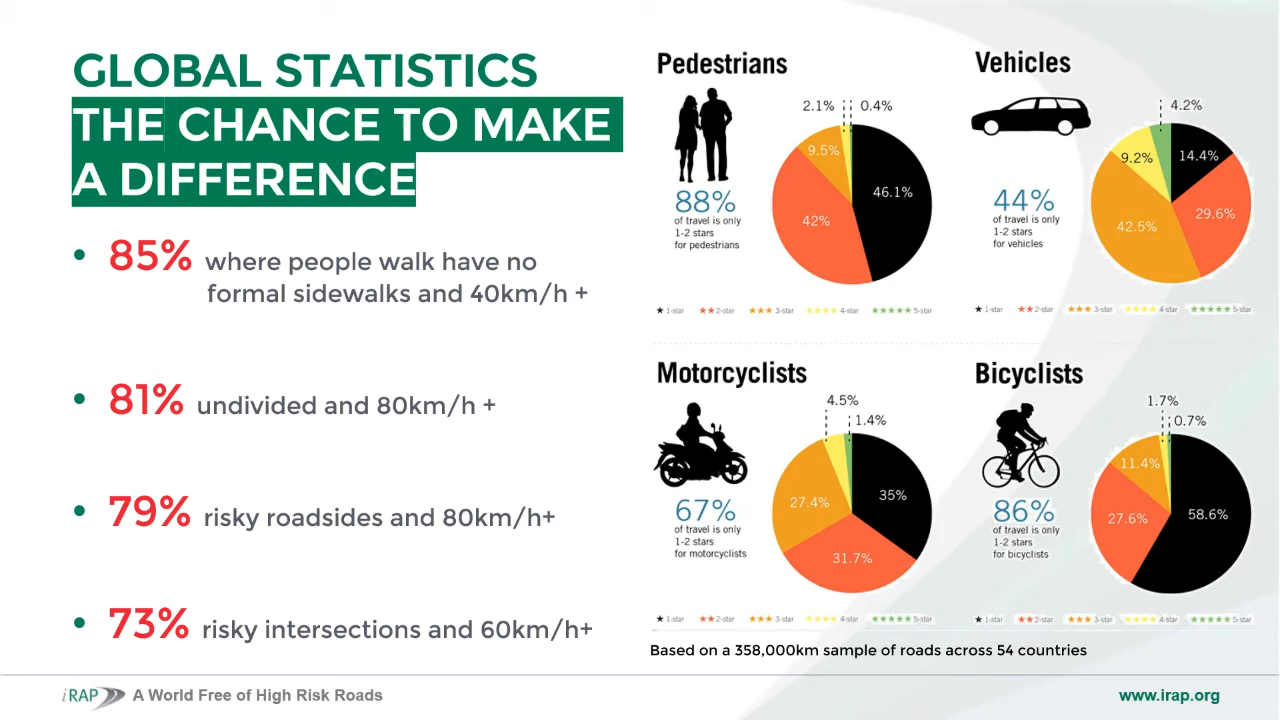 GLOBAL STATISTICS
THE CHANCE TO MAKE
A DIFFERENCE
• 85% where people walk have no
formal sidewalks and 40km/h +
• 81% undivided and 80km/h +
• 79% risky roadsides and 80km/h+
• 73% risky intersections and 60km/h+
Pedestrians
88%
of travel is only
1-2 stars
for pedestrians
2.1%
0.4%
9.5%
46.1%
42%
★ 1-star ★★ 2-star ★★★ 3-star ★★★★ 4-star ★★★★★ 5-star
Vehicles
44%
of travel is only
1-2 stars
for vehicles
4.2%
9.2%
14.4%
29.6%
42.5%
★ 1-star ★★ 2-star ★★★ 3-star ★★★★ 4-star ★★★★★ 5-star
Motorcyclists
67%
of travel is only
1-2 stars
for motorcyclists
4.5%
1.4%
27.4%
35%
31.7%
★ 1-star ★★ 2-star ★★★ 3-star ★★★★ 4-star ★★★★★ 5-star
Bicyclists
86%
of travel is only
1-2 stars
for bicyclists
1.7%
0.7%
11.4%
27.6%
58.6%
★ 1-star ★★ 2-star ★★★ 3-star ★★★★ 4-star ★★★★★ 5-star
Based on a 358,000km sample of roads across 54 countries
iRAP A World Free of High Risk Roads
www.irap.org